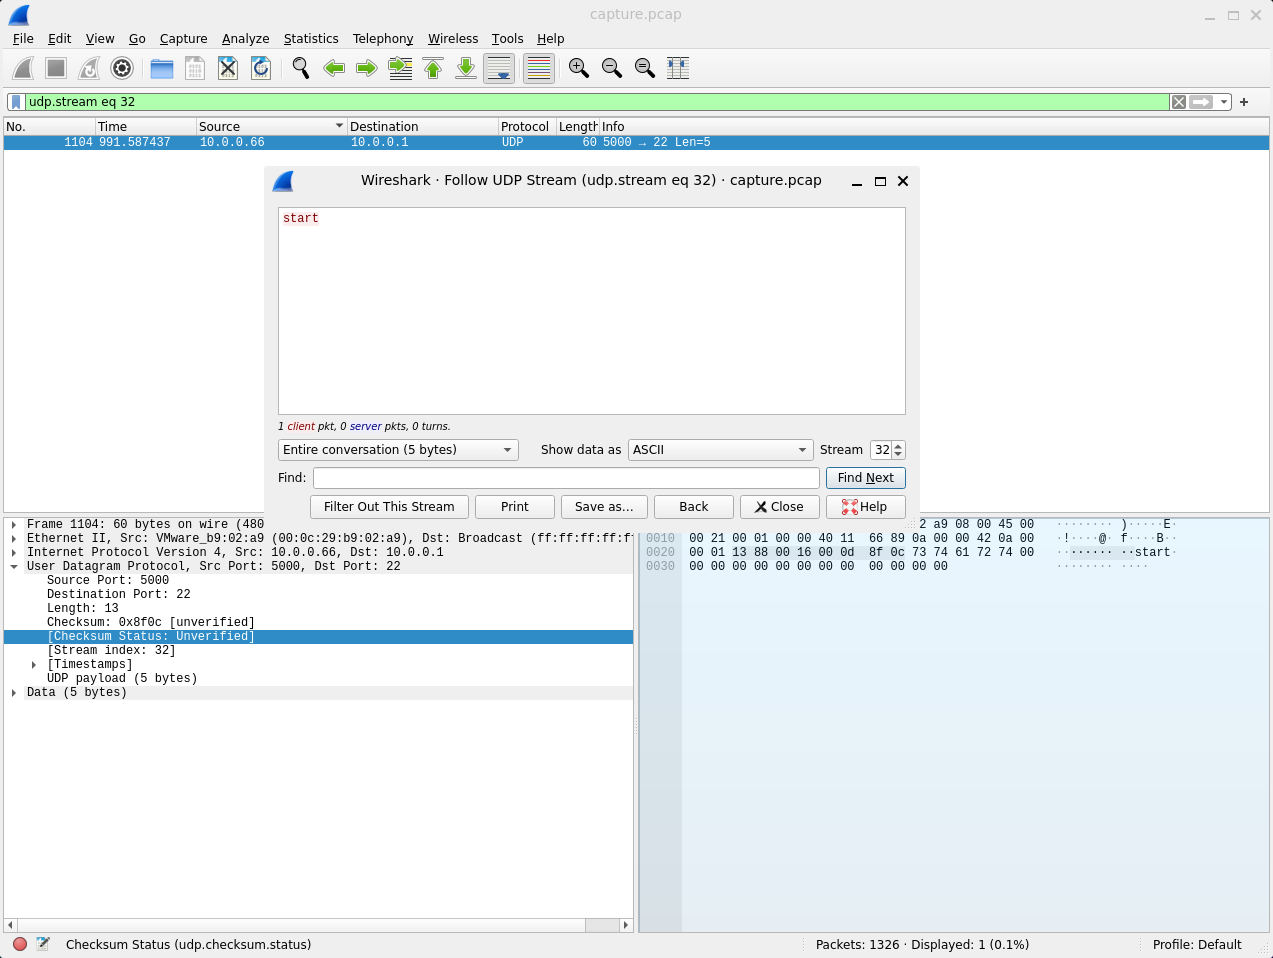 capture.pcap
File Edit View Go Capture Analyze Statistics Telephony Wireless Tools Help
udp.stream eq 32
No. Time Source Destination Protocol Length Info
1104 991.587437 10.0.0.66 10.0.0.1 UDP 60 5000 → 22 Len=5
Wireshark · Follow UDP Stream (udp.stream eq 32) · capture.pcap
start
1 client pkt, 0 server pkts, 0 turns.
Entire conversation (5 bytes) Show data as ASCII Stream 32
Find: Find Next
Filter Out This Stream Print Save as... Back Close Help
Frame 1104: 60 bytes on wire (480
Ethernet II, Src: VMware_b9:02:a9 (00:0c:29:b9:02:a9), Dst: Broadcast (ff:ff:ff:ff:f
Internet Protocol Version 4, Src: 10.0.0.66, Dst: 10.0.0.1
User Datagram Protocol, Src Port: 5000, Dst Port: 22
Source Port: 5000
Destination Port: 22
Length: 13
Checksum: 0x8f0c [unverified]
[Checksum Status: Unverified]
[Stream index: 32]
[Timestamps]
UDP payload (5 bytes)
Data (5 bytes)
2 a9 08 00 45 00 ········ )·····E·
0010 00 21 00 01 00 00 40 11 66 89 0a 00 00 42 0a 00 ·!····@· f····B··
0020 00 01 13 88 00 16 00 0d 8f 0c 73 74 61 72 74 00 ········ ··start·
0030 00 00 00 00 00 00 00 00 00 00 00 00 ········ ····
Checksum Status (udp.checksum.status) Packets: 1326 · Displayed: 1 (0.1%) Profile: Default